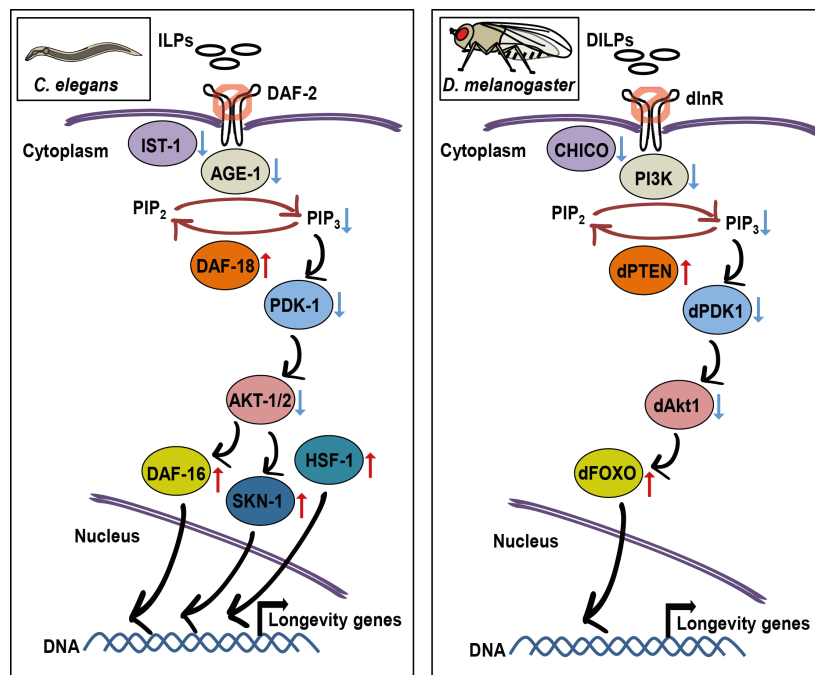 ILPs
C. elegans
DAF-2
Cytoplasm
IST-1
AGE-1
PIP2
PIP3
DAF-18
PDK-1
AKT-1/2
DAF-16
HSF-1
SKN-1
Nucleus
Longevity genes
DNA
DILPs
D. melanogaster
dInR
Cytoplasm
CHICO
PI3K
PIP2
PIP3
dPTEN
dPDK1
dAkt1
dFOXO
Nucleus
Longevity genes
DNA